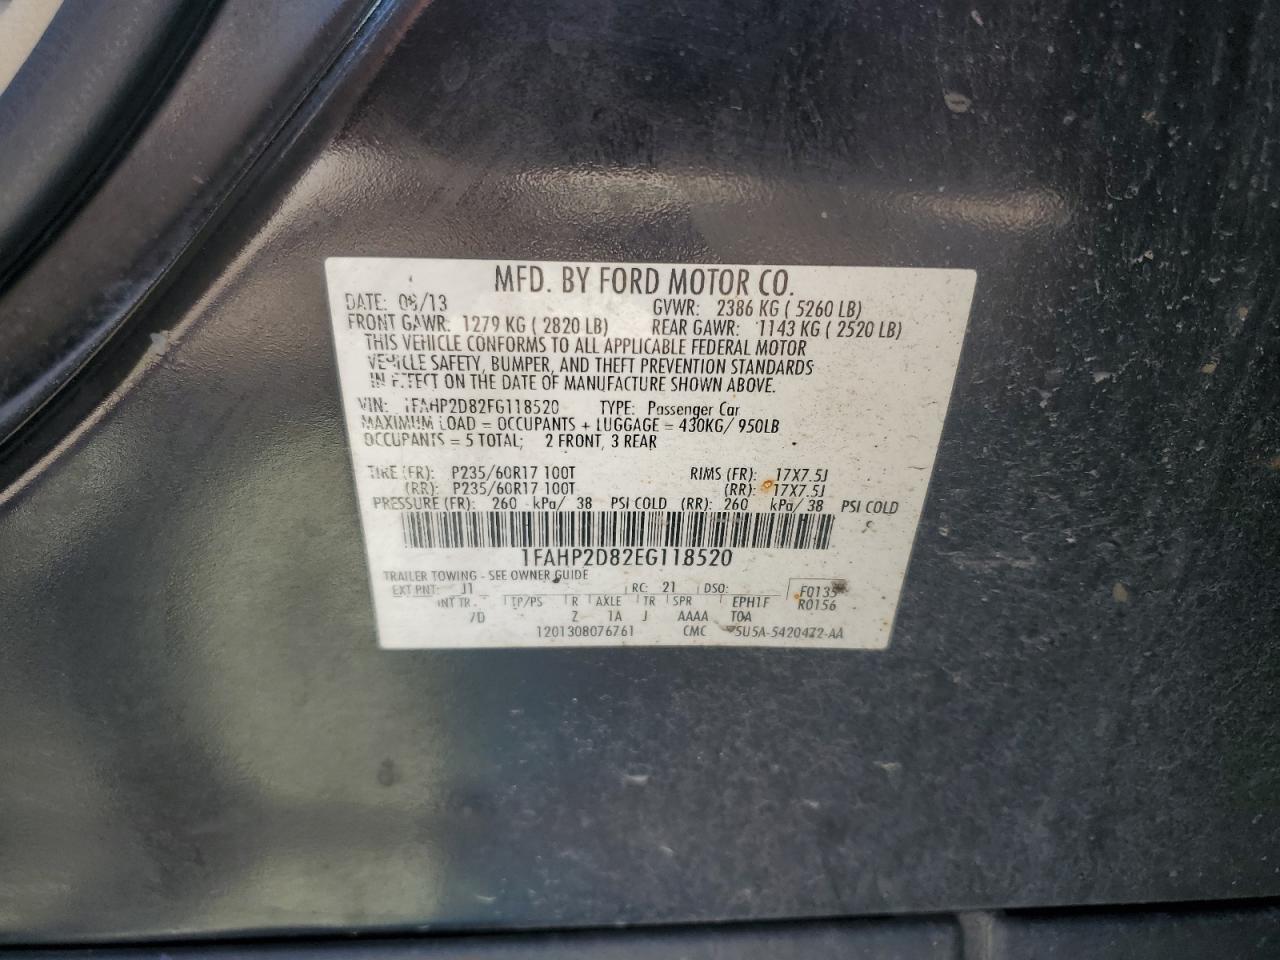 MFD. BY FORD MOTOR CO.
DATE: 08/13 GVWR: 2386 KG ( 5260 LB)
FRONT GAWR: 1279 KG ( 2820 LB) REAR GAWR: 1143 KG ( 2520 LB)
THIS VEHICLE CONFORMS TO ALL APPLICABLE FEDERAL MOTOR
VEHICLE SAFETY, BUMPER, AND THEFT PREVENTION STANDARDS
IN EFFECT ON THE DATE OF MANUFACTURE SHOWN ABOVE.
VIN: 1FAHP2D82EG118520 TYPE: Passenger Car
MAXIMUM LOAD = OCCUPANTS + LUGGAGE = 430KG/ 950LB
OCCUPANTS = 5 TOTAL; 2 FRONT, 3 REAR
TIRE (FR): P235/60R17 100T RIMS (FR): 17X7.5J
(RR): P235/60R17 100T (RR): 17X7.5J
PRESSURE (FR): 260 kPa/ 38 PSI COLD (RR): 260 kPa/ 38 PSI COLD
1FAHP2D82EG118520
TRAILER TOWING - SEE OWNER GUIDE
EXT PNT: J1 RC: 21 DSO: F0135
INT TR TP/PS R AXLE TR SPR EPH1F R0156
7D Z 1A J AAAA T0A
1201308076761 CMC 5U5A-5420472-AA